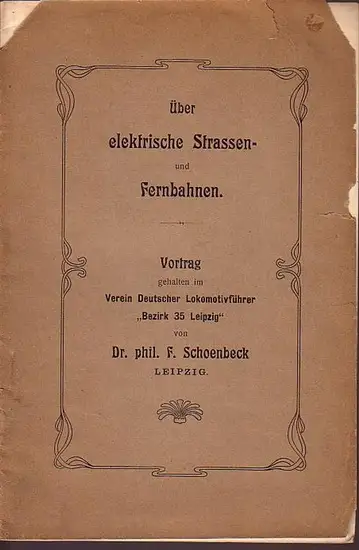 Über
elektrische Strassen-
und
Fernbahnen.
Vortrag
gehalten im
Verein Deutscher Lokomotivführer
„Bezirk 35 Leipzig“
von
Dr. phil. F. Schoenbeck
LEIPZIG.